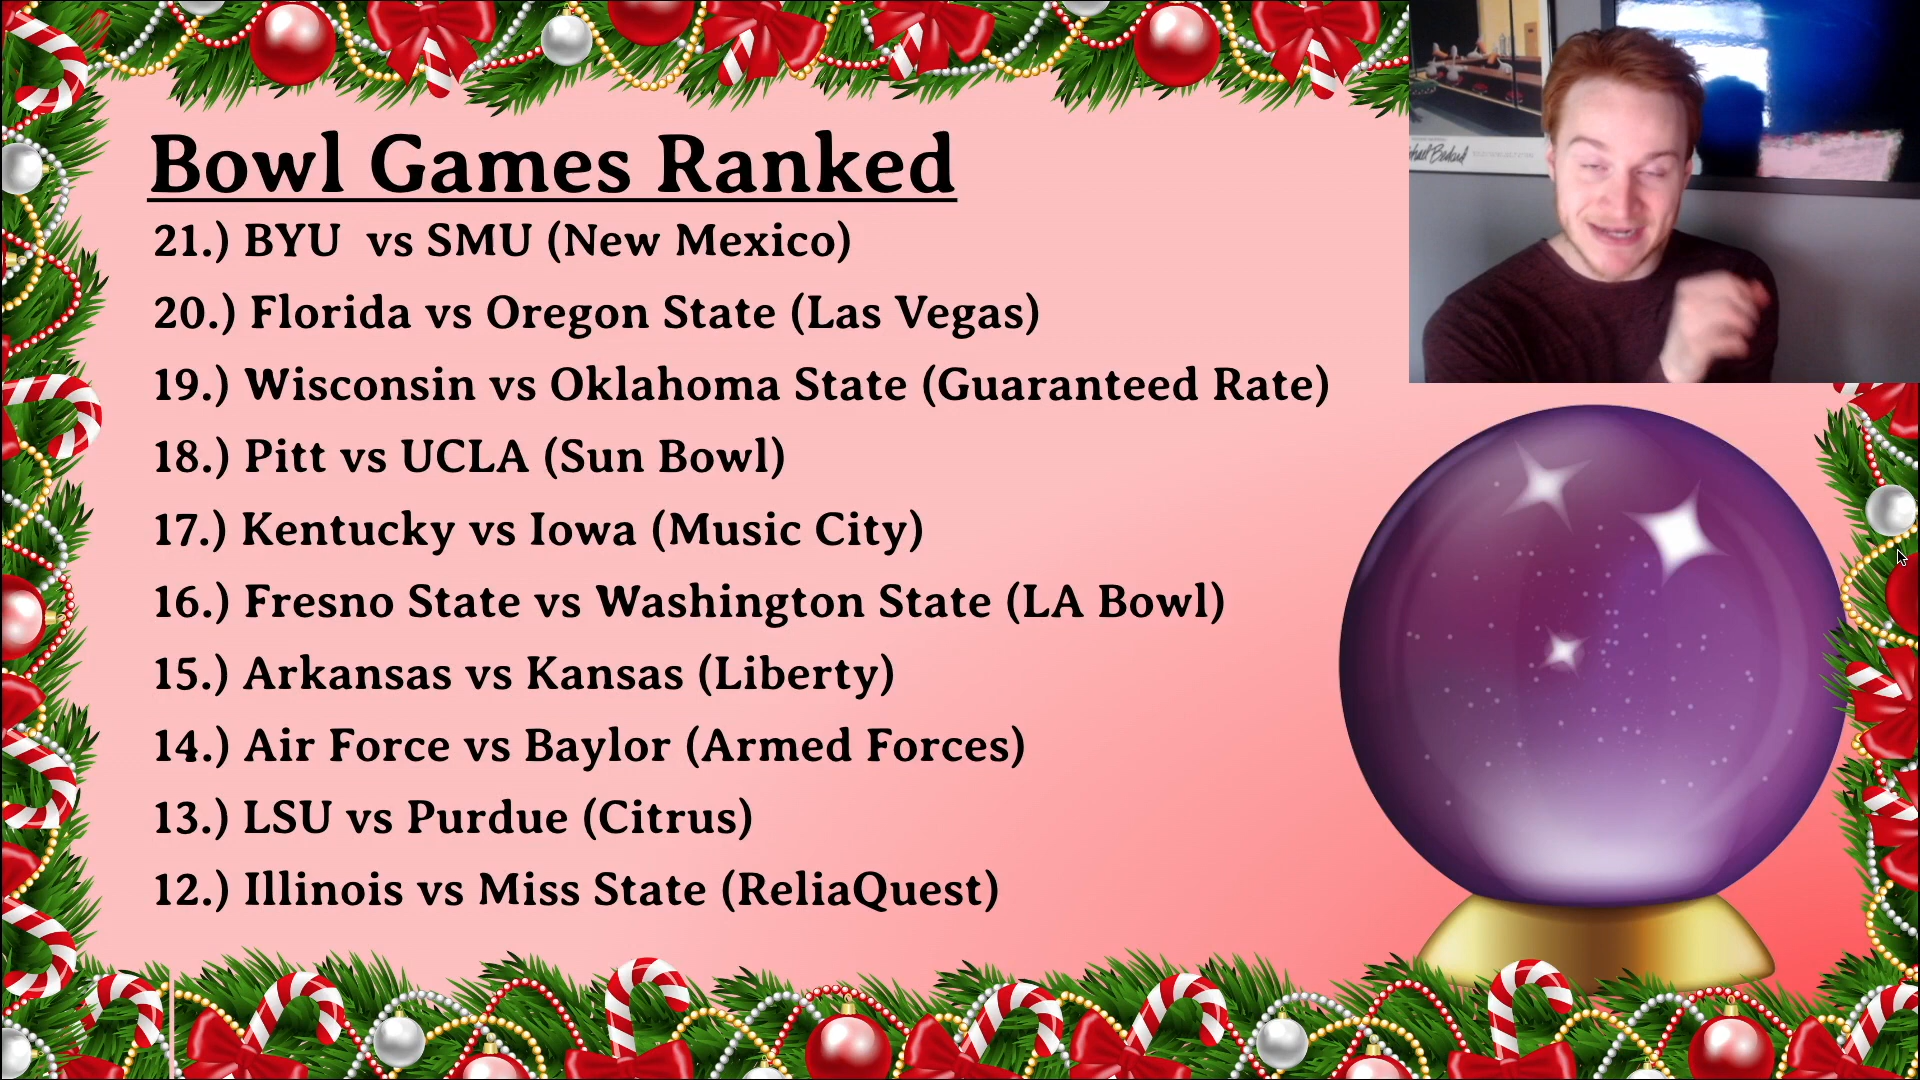 Bowl Games Ranked
21.) BYU vs SMU (New Mexico)
20.) Florida vs Oregon State (Las Vegas)
19.) Wisconsin vs Oklahoma State (Guaranteed Rate)
18.) Pitt vs UCLA (Sun Bowl)
17.) Kentucky vs Iowa (Music City)
16.) Fresno State vs Washington State (LA Bowl)
15.) Arkansas vs Kansas (Liberty)
14.) Air Force vs Baylor (Armed Forces)
13.) LSU vs Purdue (Citrus)
12.) Illinois vs Miss State (ReliaQuest)